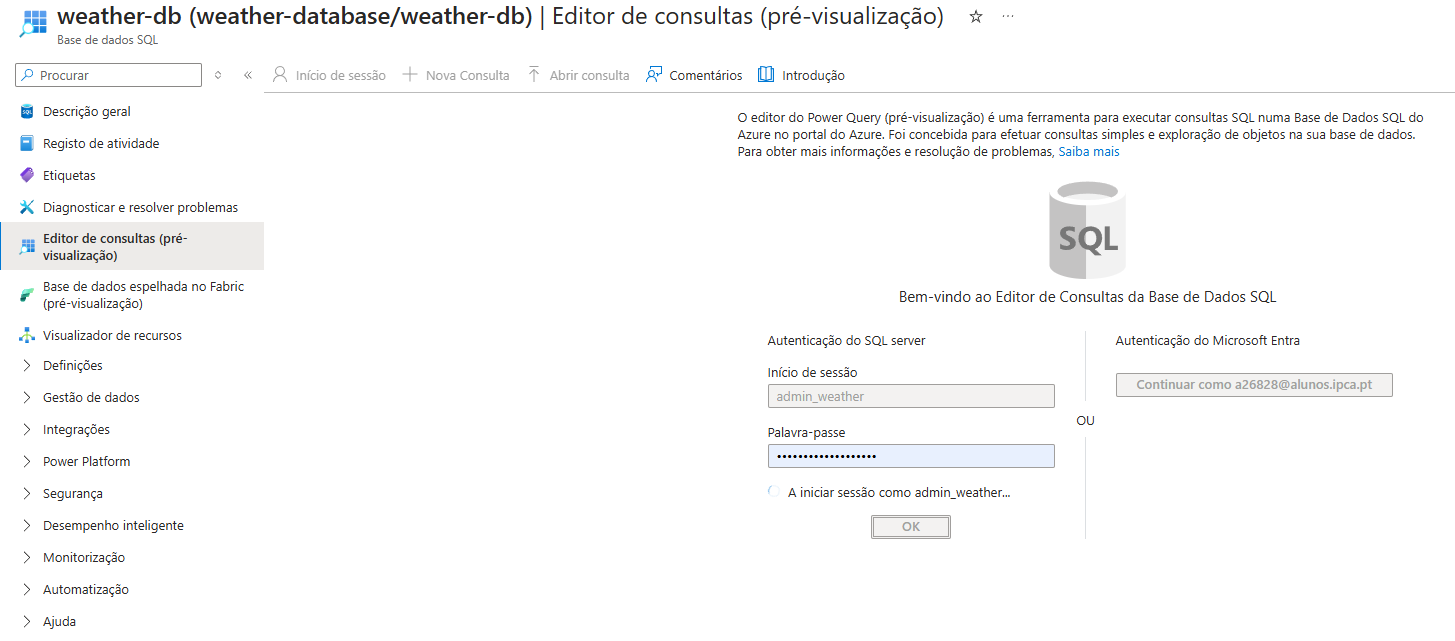 weather-db (weather-database/weather-db) | Editor de consultas (pré-visualização)
Base de dados SQL
Procurar
Início de sessão
Nova Consulta
Abrir consulta
Comentários
Introdução
SQL
Descrição geral
Registo de atividade
Etiquetas
Diagnosticar e resolver problemas
Editor de consultas (pré-
visualização)
Base de dados espelhada no Fabric
(pré-visualização)
Visualizador de recursos
Definições
Gestão de dados
Integrações
Power Platform
Segurança
Desempenho inteligente
Monitorização
Automatização
Ajuda
O editor do Power Query (pré-visualização) é uma ferramenta para executar consultas SQL numa Base de Dados SQL do
Azure no portal do Azure. Foi concebida para efetuar consultas simples e exploração de objetos na sua base de dados.
Para obter mais informações e resolução de problemas, Saiba mais
SQL
Bem-vindo ao Editor de Consultas da Base de Dados SQL
Autenticação do SQL server
Início de sessão
admin_weather
Palavra-passe
•••••••••••••••••••
A iniciar sessão como admin_weather...
OK
OU
Autenticação do Microsoft Entra
Continuar como a26828@alunos.ipca.pt